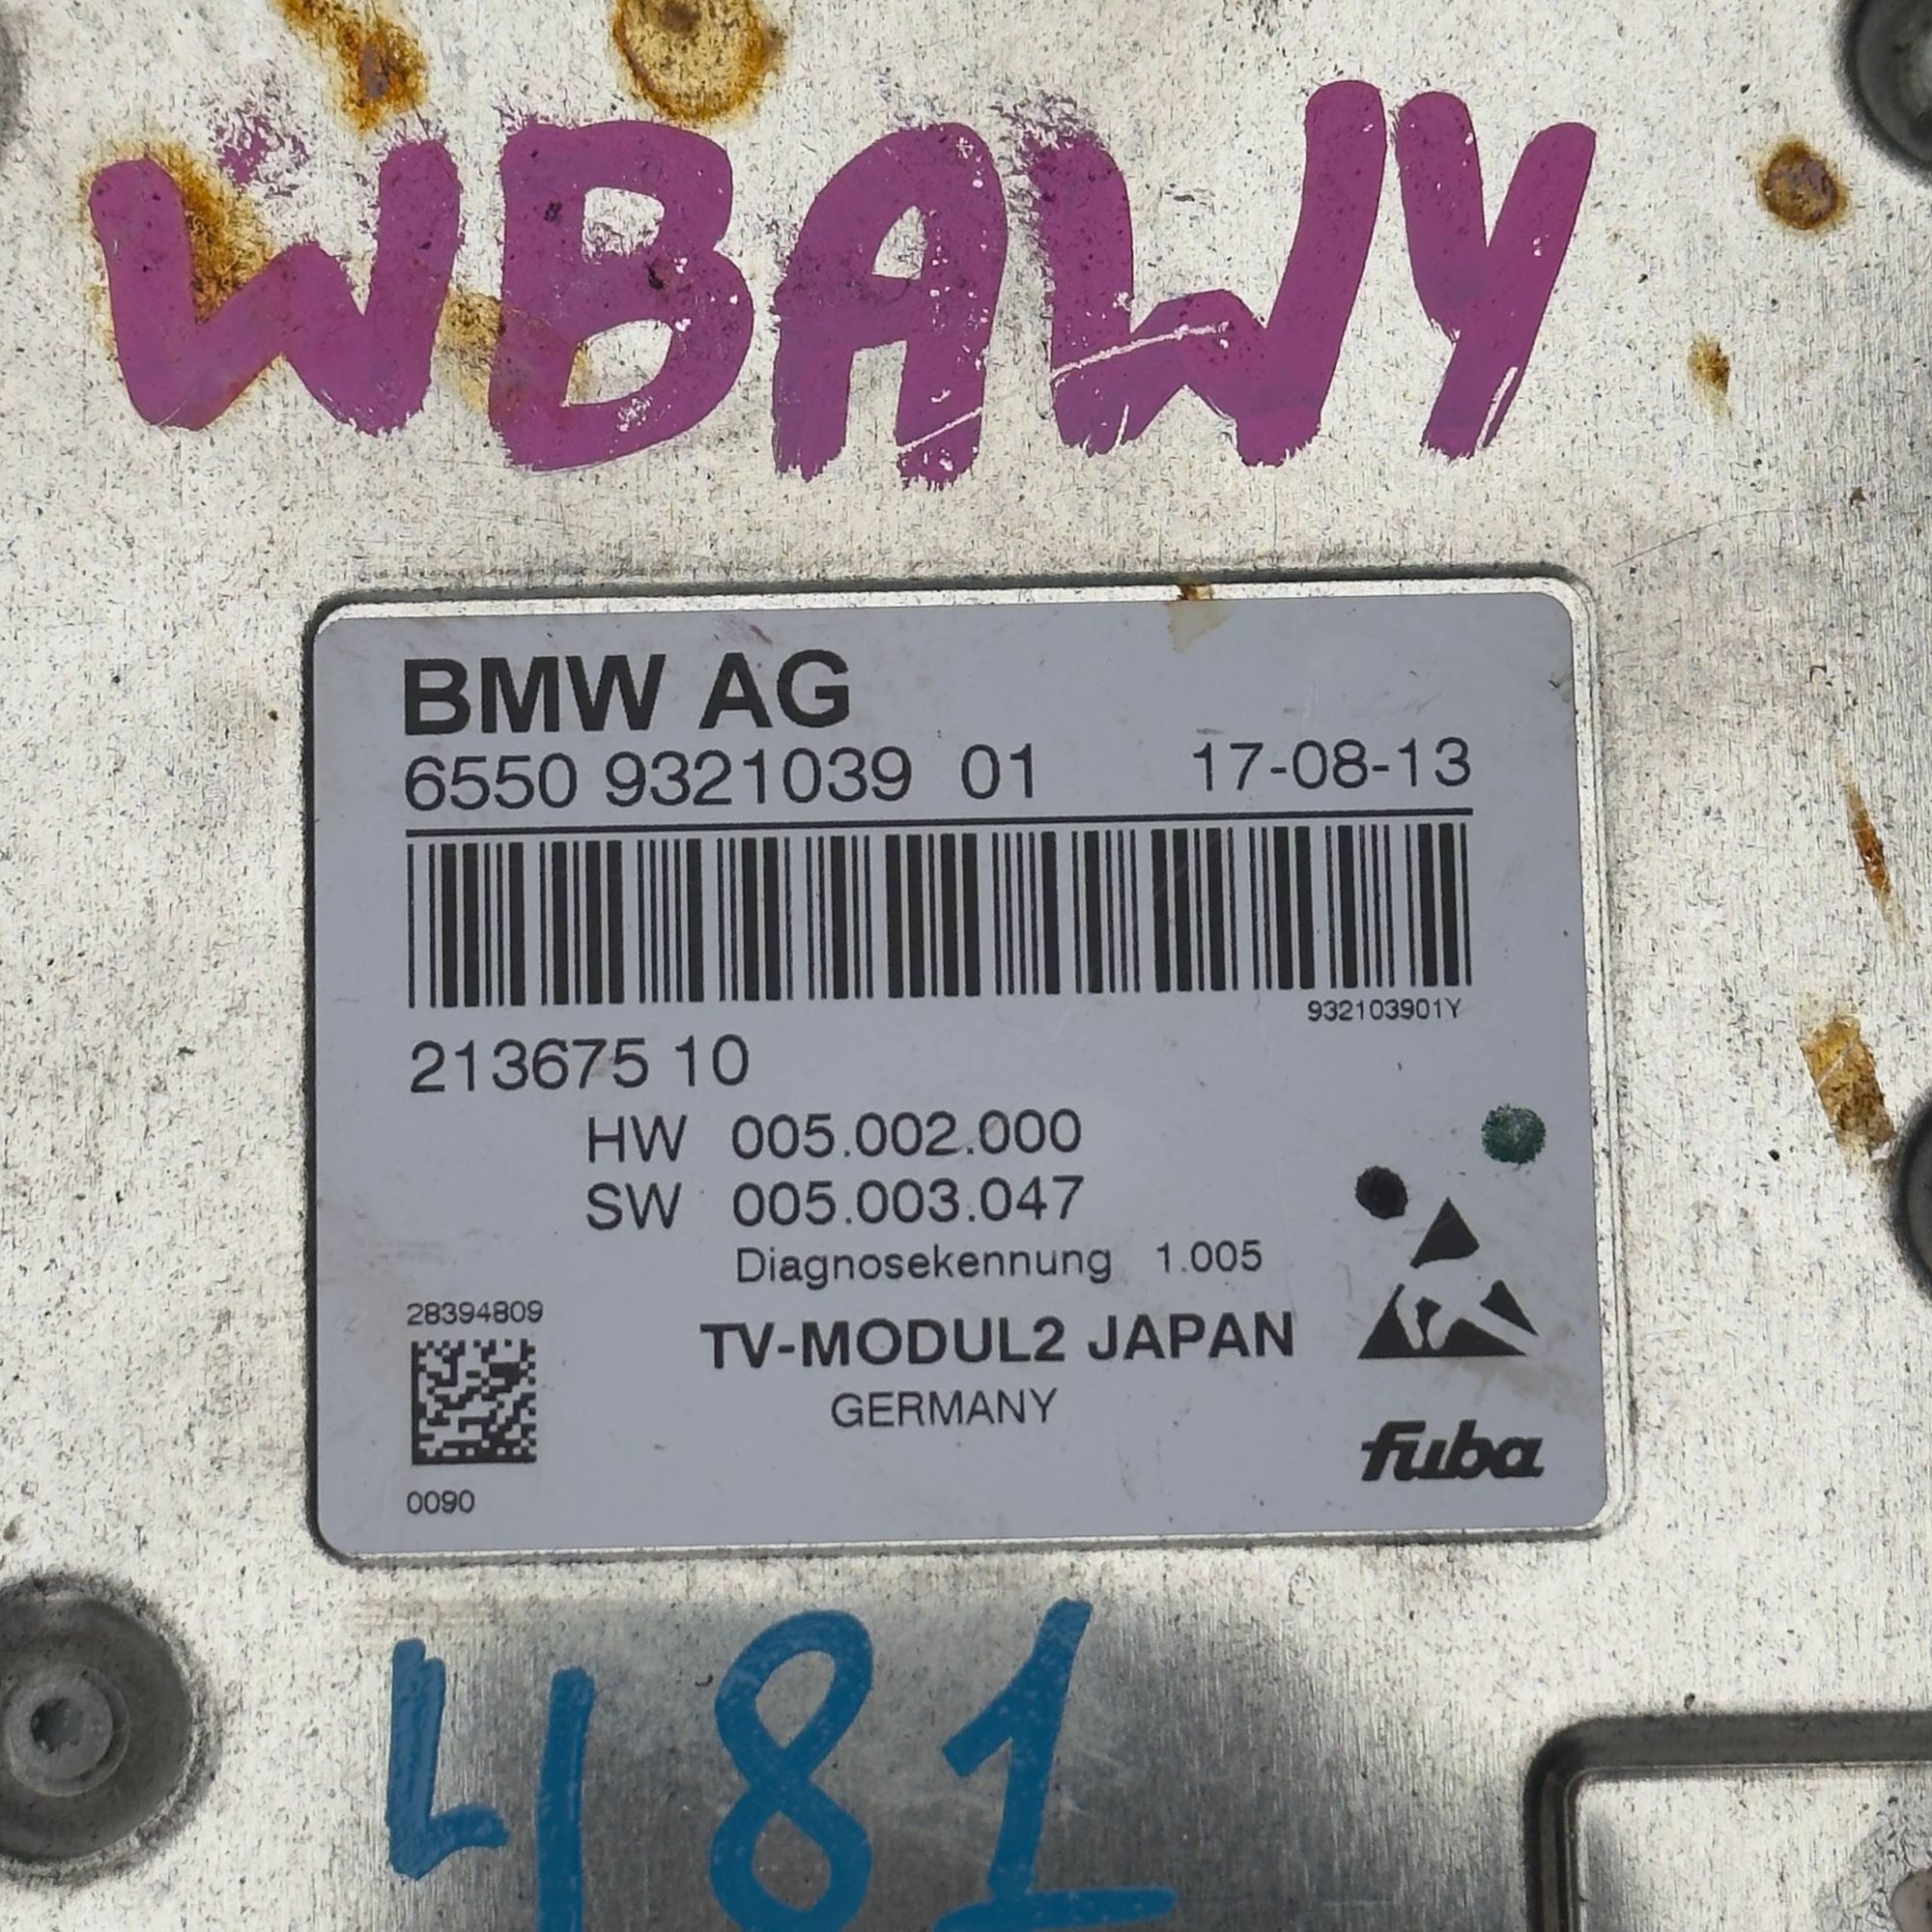 WBAWY
BMW AG
6550 9321039 01 17-08-13
932103901Y
213675 10
HW 005.002.000
SW 005.003.047
Diagnosekennung 1.005
28394809
TV-MODUL2 JAPAN
GERMANY
fuba
0090
481